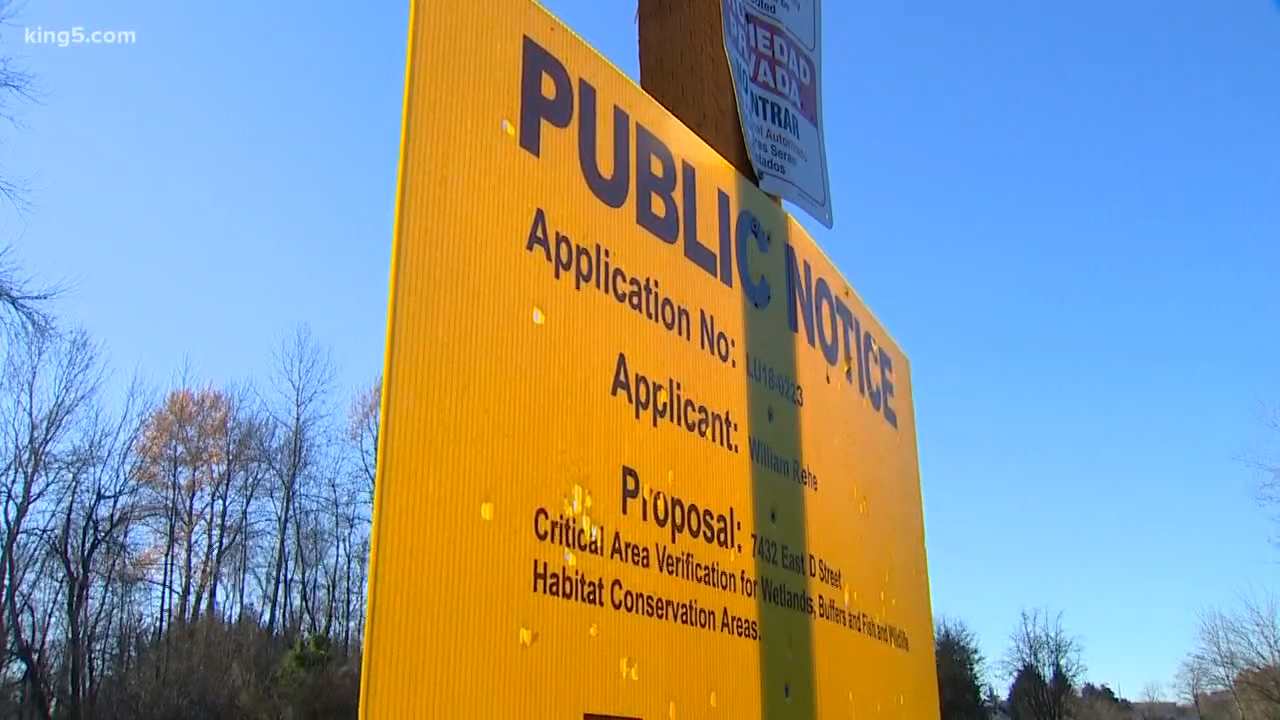 king5.com
IEDAD
VADA
NTRAR
PUBLIC NOTICE
Application No: LU18-0223
Applicant: William Rehe
Proposal: 7432 East D Street
Critical Area Verification for Wetlands, Buffers and Fish and Wildlife
Habitat Conservation Areas.